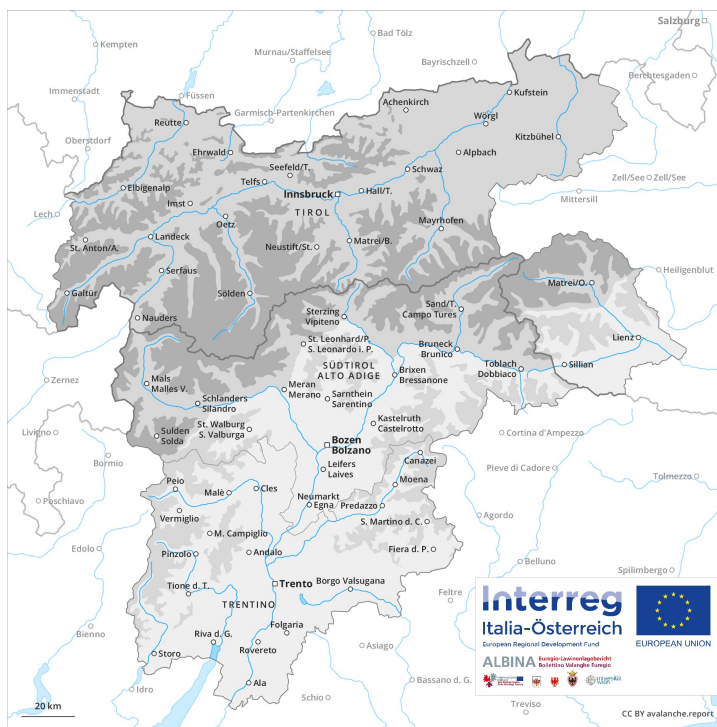 Salzburg
Kempten
Bad Tölz
Murnau/Staffelsee
Bayrischzell
Berchtesgaden
Immenstadt
Füssen
Garmisch-Partenkirchen
Achenkirch
Kufstein
Reutte
Wörgl
Oberstdorf
Ehrwald
Kitzbühel
Alpbach
Seefeld/T.
Telfs
Schwaz
Zell/See
Zell/See
Elbigenalp
Innsbruck
Hall/T.
Mittersill
Imst
TIROL
Lech
Oetz
Mayrhofen
St. Anton/A.
Landeck
Neustift/St.
Matrei/B.
Serfaus
Heiligenblut
Galtür
Sölden
Matrei/O.
Nauders
Sterzing
Vipiteno
Sand/T.
Campo Tures
St. Leonhard/P.
S. Leonardo i. P.
Lienz
Bruneck
Brunico
SÜDTIROL
ALTO ADIGE
Brixen
Bressanone
Toblach
Dobbiaco
Sillian
Zernez
Mals
Malles V.
Meran
Merano
Schlanders
Silandro
Sarnthein
Sarentino
St. Walburg
S. Valburga
Kastelruth
Castelrotto
Livigno
Sulden
Solda
Cortina d'Ampezzo
Bozen
Bolzano
Bormio
Canazei
Pieve di Cadore
Leifers
Laives
Tolmezzo
Poschiavo
Peio
Malè
Cles
Moena
Neumarkt
Egna
Predazzo
Vermiglio
Agordo
S. Martino d. C.
M. Campiglio
Edolo
Pinzolo
Andalo
Fiera d. P.
Belluno
Spilimbergo
Tione d. T.
Trento
Borgo Valsugana
Feltre
TRENTINO
Folgaria
Bienno
Riva d. G.
Rovereto
Asiago
Storo
Bassano d. G.
Idro
Ala
Schio
Treviso
20 km
Interreg
Italia-Österreich
European Regional Development Fund
EUROPEAN UNION
ALBINA
Euregio-Lawinenlagebericht
Bollettino Valanghe Euregio
universität
wien
CC BY avalanche.report